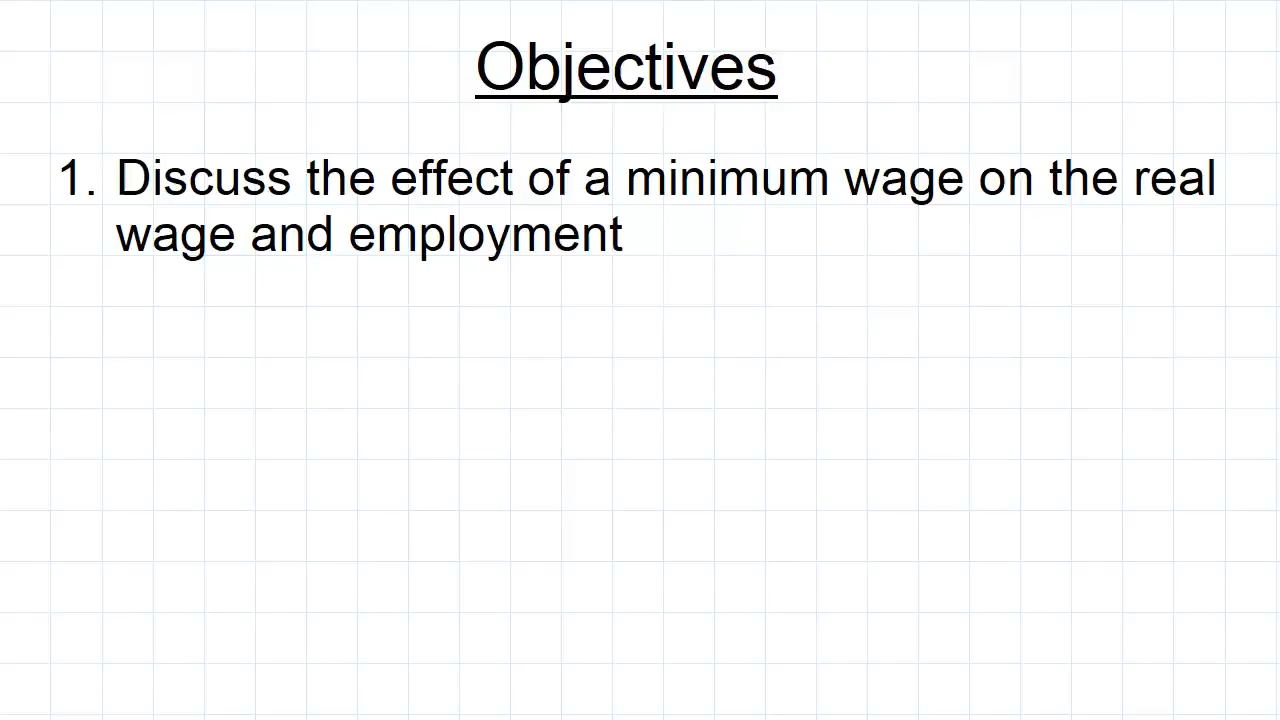 Objectives
1. Discuss the effect of a minimum wage on the real
wage and employment